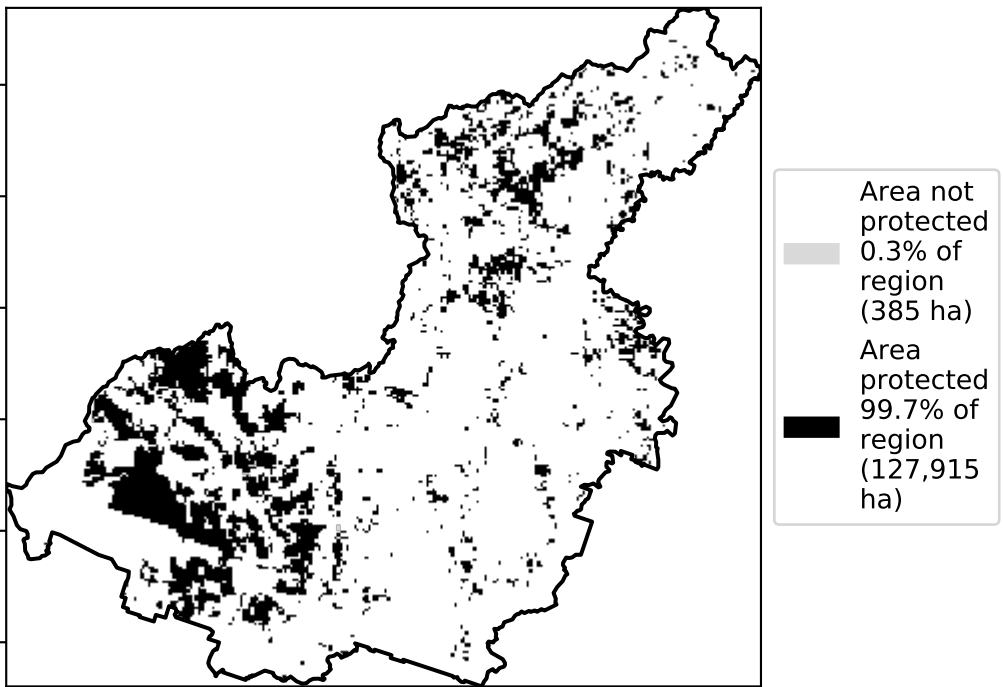 Area not
protected
0.3% of
region
(385 ha)
Area
protected
99.7% of
region
(127,915
ha)